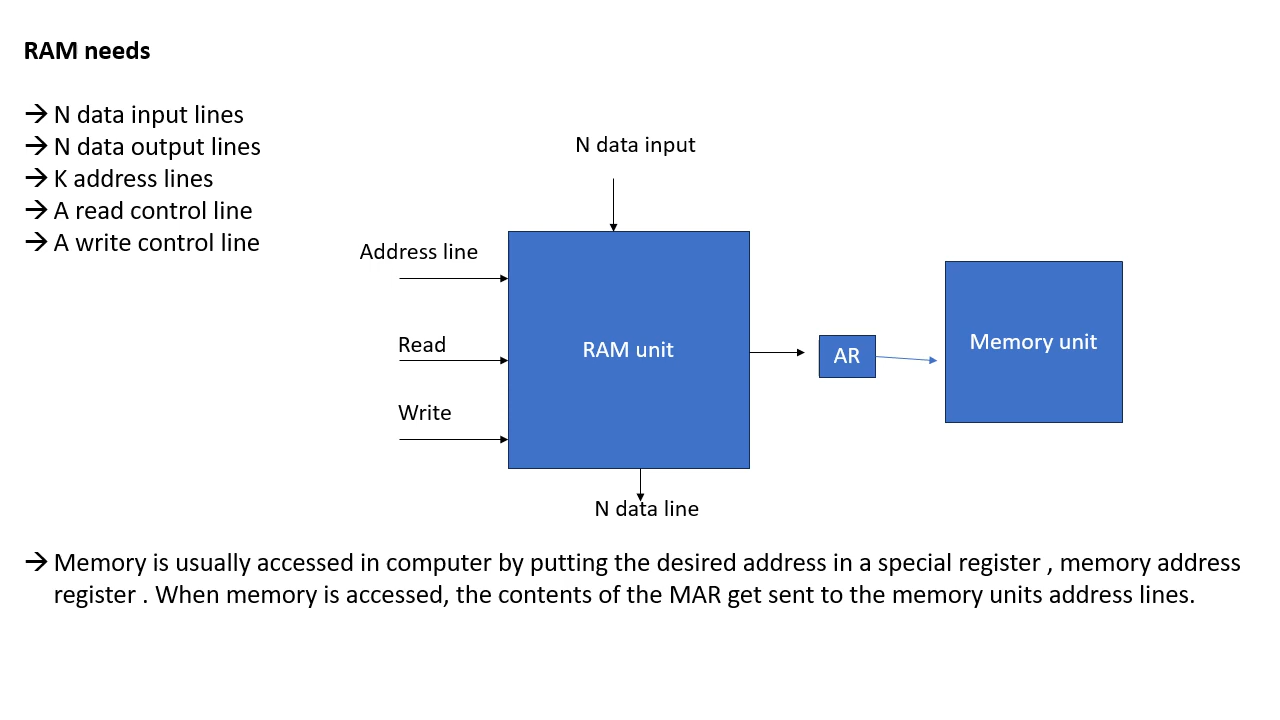 RAM needs
→ N data input lines
→ N data output lines
→ K address lines
→ A read control line
→ A write control line
N data input
Address line
Read
Write
RAM unit
AR
Memory unit
N data line
→ Memory is usually accessed in computer by putting the desired address in a special register , memory address
register . When memory is accessed, the contents of the MAR get sent to the memory units address lines.